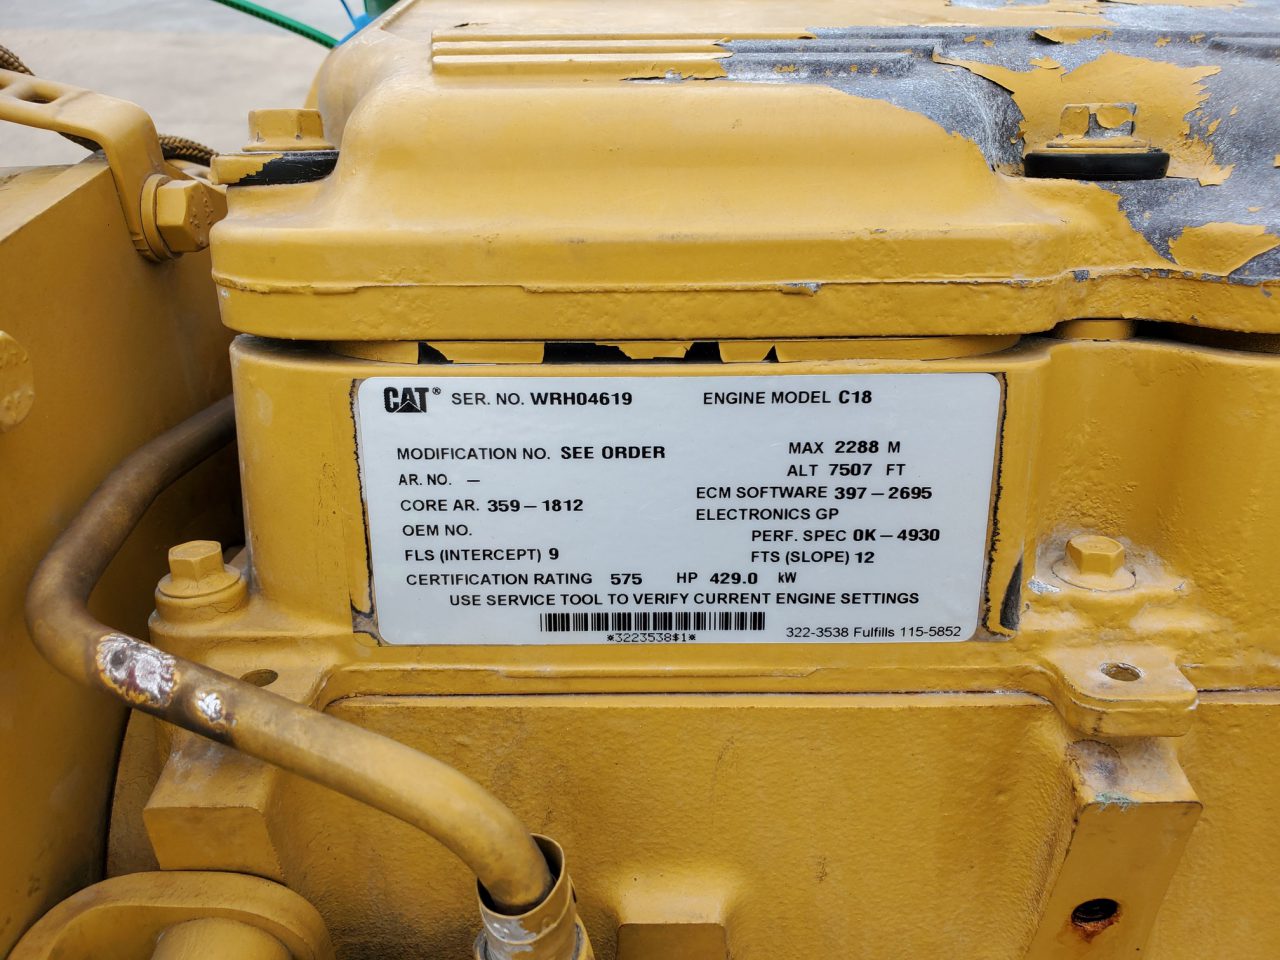 CAT® SER. NO. WRH04619 ENGINE MODEL C18
MODIFICATION NO. SEE ORDER MAX 2288 M
AR. NO. — ALT 7507 FT
CORE AR. 359-1812 ECM SOFTWARE 397-2695
OEM NO. ELECTRONICS GP
PERF. SPEC 0K-4930
FLS (INTERCEPT) 9 FTS (SLOPE) 12
CERTIFICATION RATING 575 HP 429.0 kW
USE SERVICE TOOL TO VERIFY CURRENT ENGINE SETTINGS
*3223538$1* 322-3538 Fulfills 115-5852